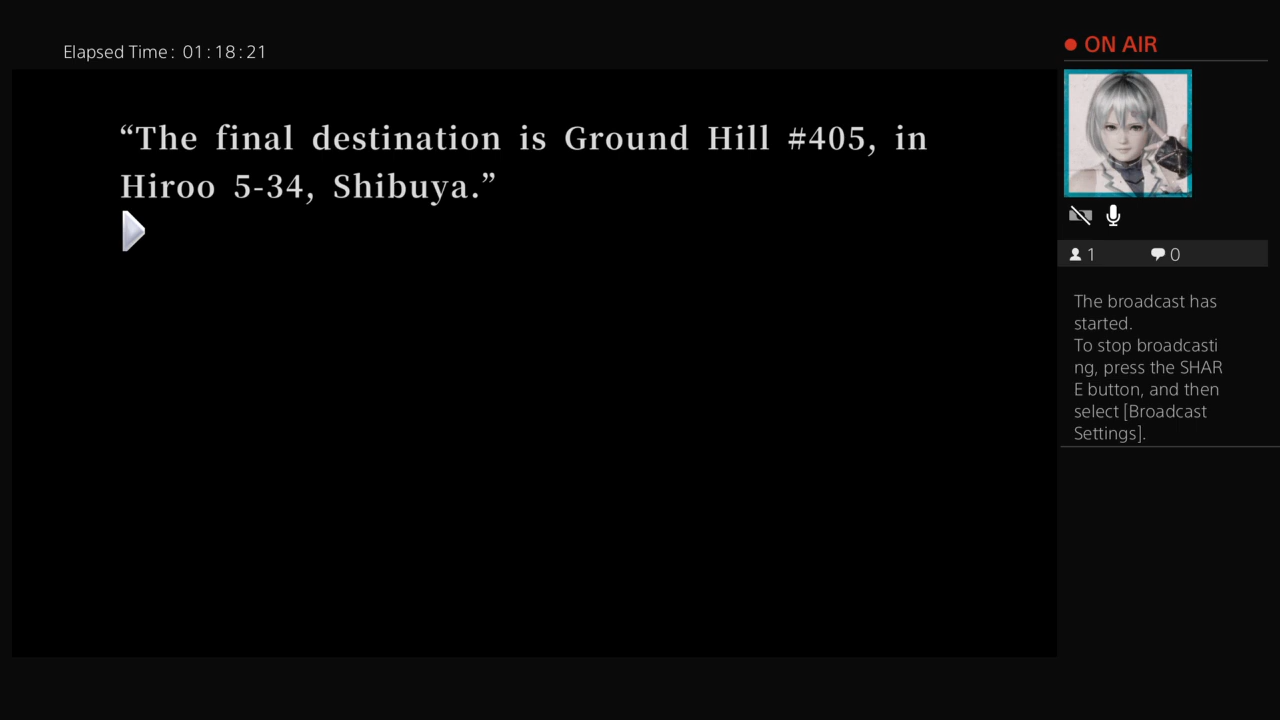 Elapsed Time: 01:18:21
ON AIR
“The final destination is Ground Hill #405, in
Hiroo 5-34, Shibuya.”
1
0
The broadcast has
started.
To stop broadcasti
ng, press the SHAR
E button, and then
select [Broadcast
Settings].